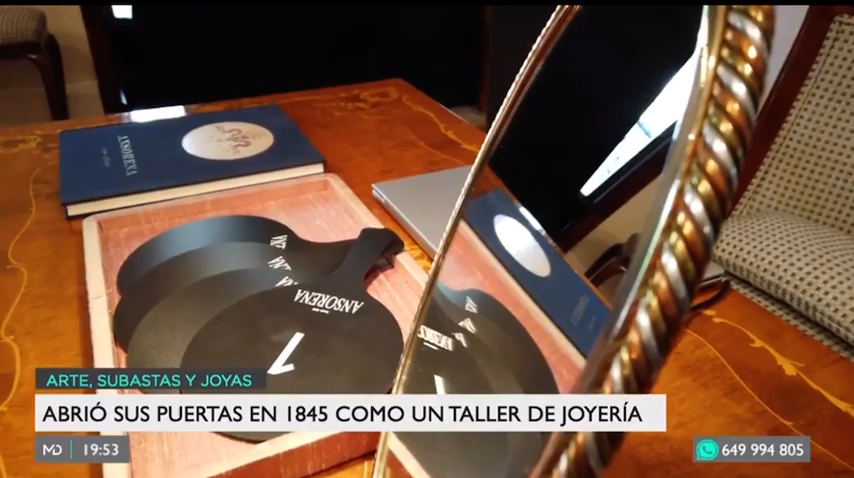 ANSORENA
ANSORENA
1
ARTE, SUBASTAS Y JOYAS
ABRIÓ SUS PUERTAS EN 1845 COMO UN TALLER DE JOYERÍA
MD 19:53
649 994 805